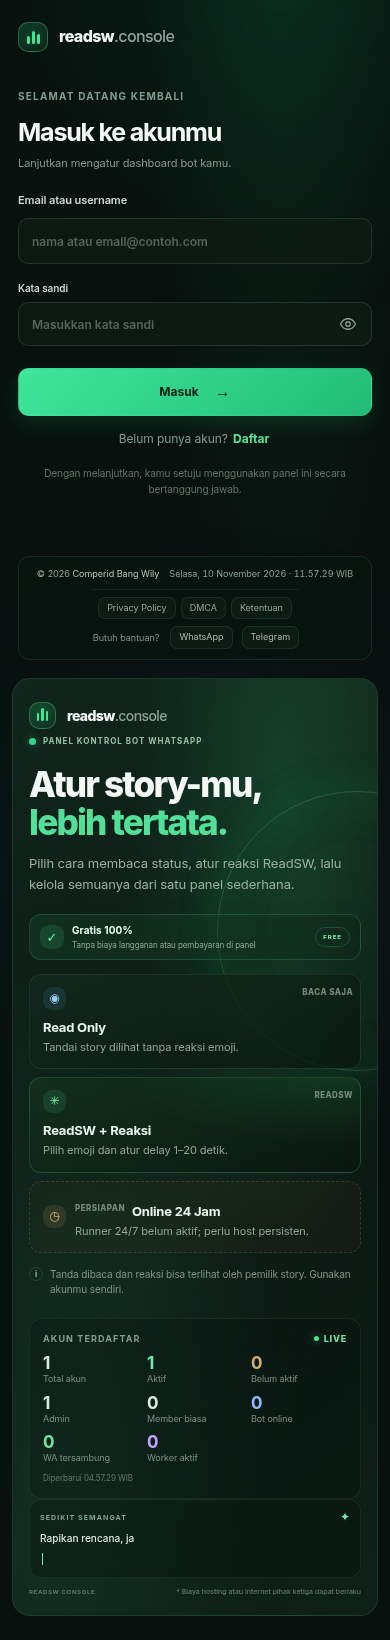 readsw.console
SELAMAT DATANG KEMBALI
Masuk ke akunmu
Lanjutkan mengatur dashboard bot kamu.
Email atau username
nama atau email@contoh.com
Kata sandi
Masukkan kata sandi
Masuk →
Belum punya akun? Daftar
Dengan melanjutkan, kamu setuju menggunakan panel ini secara
bertanggung jawab.
© 2026 Comperid Bang Wily Selasa, 10 November 2026 · 11.57.29 WIB
Privacy Policy DMCA Ketentuan
Butuh bantuan? WhatsApp Telegram
readsw.console
PANEL KONTROL BOT WHATSAPP
Atur story-mu,
lebih tertata.
Pilih cara membaca status, atur reaksi ReadSW, lalu
kelola semuanya dari satu panel sederhana.
✓ Gratis 100% FREE
Tanpa biaya langganan atau pembayaran di panel
BACA SAJA
Read Only
Tandai story dilihat tanpa reaksi emoji.
READSW
ReadSW + Reaksi
Pilih emoji dan atur delay 1–20 detik.
PERSIAPAN Online 24 Jam
Runner 24/7 belum aktif; perlu host persisten.
i Tanda dibaca dan reaksi bisa terlihat oleh pemilik story. Gunakan
akunmu sendiri.
AKUN TERDAFTAR LIVE
1 1 0
Total akun Aktif Belum aktif
1 0 0
Admin Member biasa Bot online
0 0
WA tersambung Worker aktif
Diperbarui 04.57.29 WIB
SEDIKIT SEMANGAT
Rapikan rencana, ja
READSW CONSOLE * Biaya hosting atau internet pihak ketiga dapat berlaku